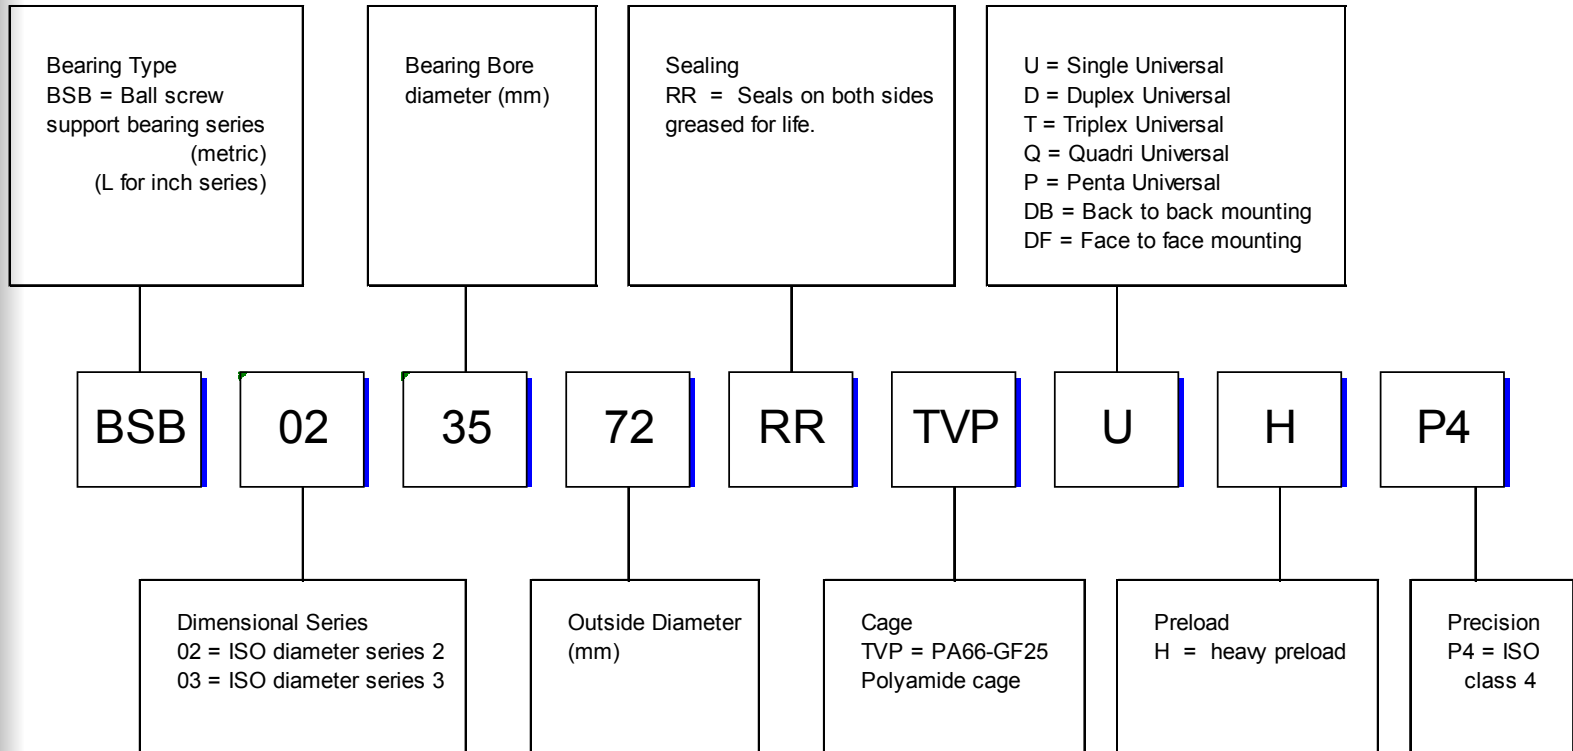 Bearing Type
BSB = Ball screw
support bearing series
(metric)
(L for inch series)
Bearing Bore
diameter (mm)
Sealing
RR = Seals on both sides
greased for life.
U = Single Universal
D = Duplex Universal
T = Triplex Universal
Q = Quadri Universal
P = Penta Universal
DB = Back to back mounting
DF = Face to face mounting
BSB 02 35 72 RR TVP U H P4
Dimensional Series
02 = ISO diameter series 2
03 = ISO diameter series 3
Outside Diameter
(mm)
Cage
TVP = PA66-GF25
Polyamide cage
Preload
H = heavy preload
Precision
P4 = ISO
class 4